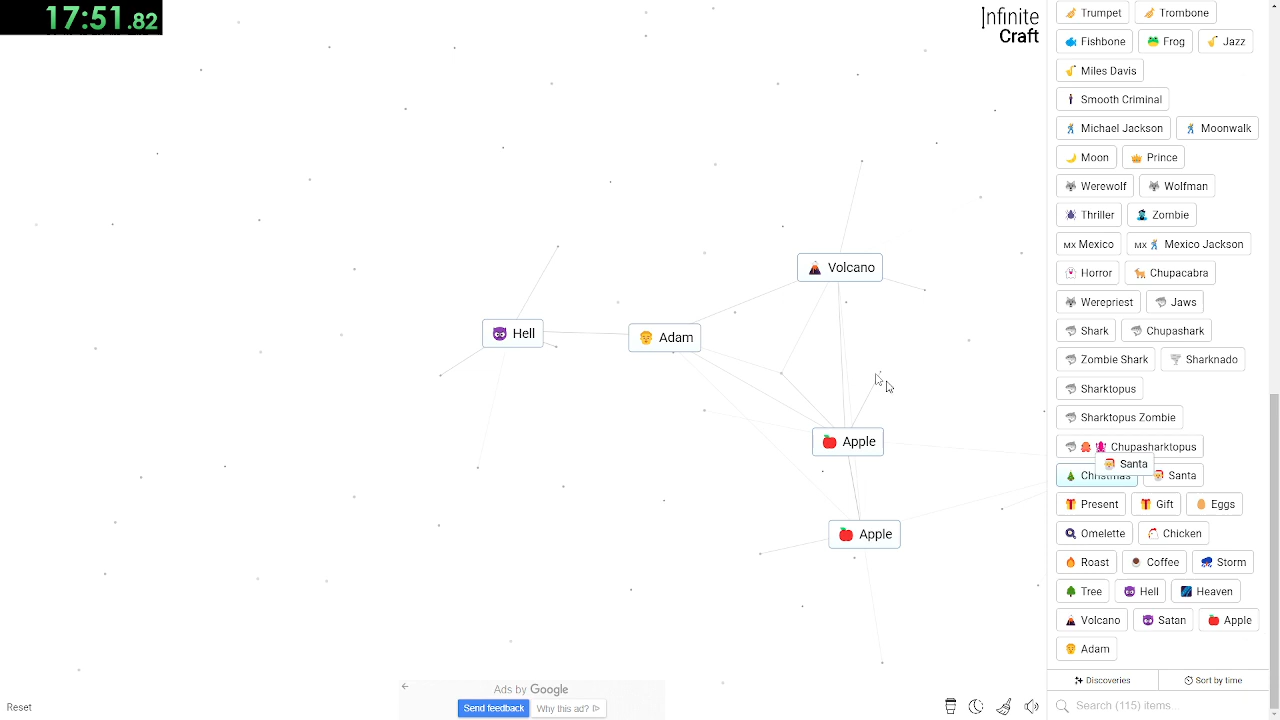 17:51.82
Infinite
Craft
Trumpet Trombone
Fishbone Frog Jazz
Miles Davis
Smooth Criminal
Michael Jackson Moonwalk
Moon Prince
Werewolf Wolfman
Thriller Zombie
MX Mexico MX Mexico Jackson
Horror Chupacabra
Jaws
Chupashark
Zombie Shark Sharknado
Sharktopus
Sharktopus Zombie
Chupasharktopus
Santa
Christmas Santa
Present Gift Eggs
Omelette Chicken
Roast Coffee Storm
Tree Hell Heaven
Volcano Satan Apple
Adam
Volcano
Hell
Adam
Apple
Apple
Discoveries Sort by time
Search (115) items...
Ads by Google
Send feedback Why this ad?
Reset